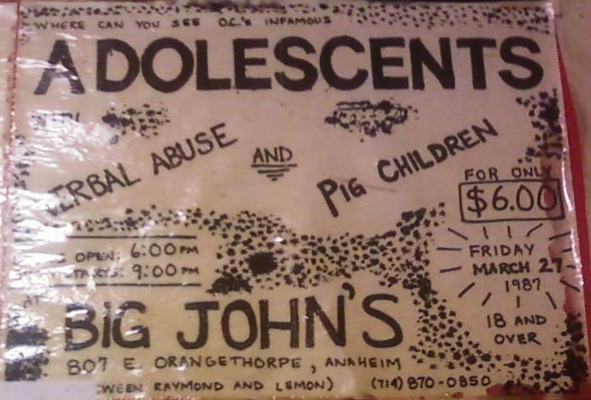 WHERE CAN YOU SEE O.C.'s INFAMOUS
ADOLESCENTS
VERBAL ABUSE
AND
PIG CHILDREN
FOR ONLY
$6.00
OPEN: 6:00 PM
STARTS: 9:00 PM
FRIDAY
MARCH 27
1987
18 AND
OVER
AT
BIG JOHN'S
807 E. ORANGETHORPE, ANAHEIM
WEEN RAYMOND AND LEMON) (714) 870-0850